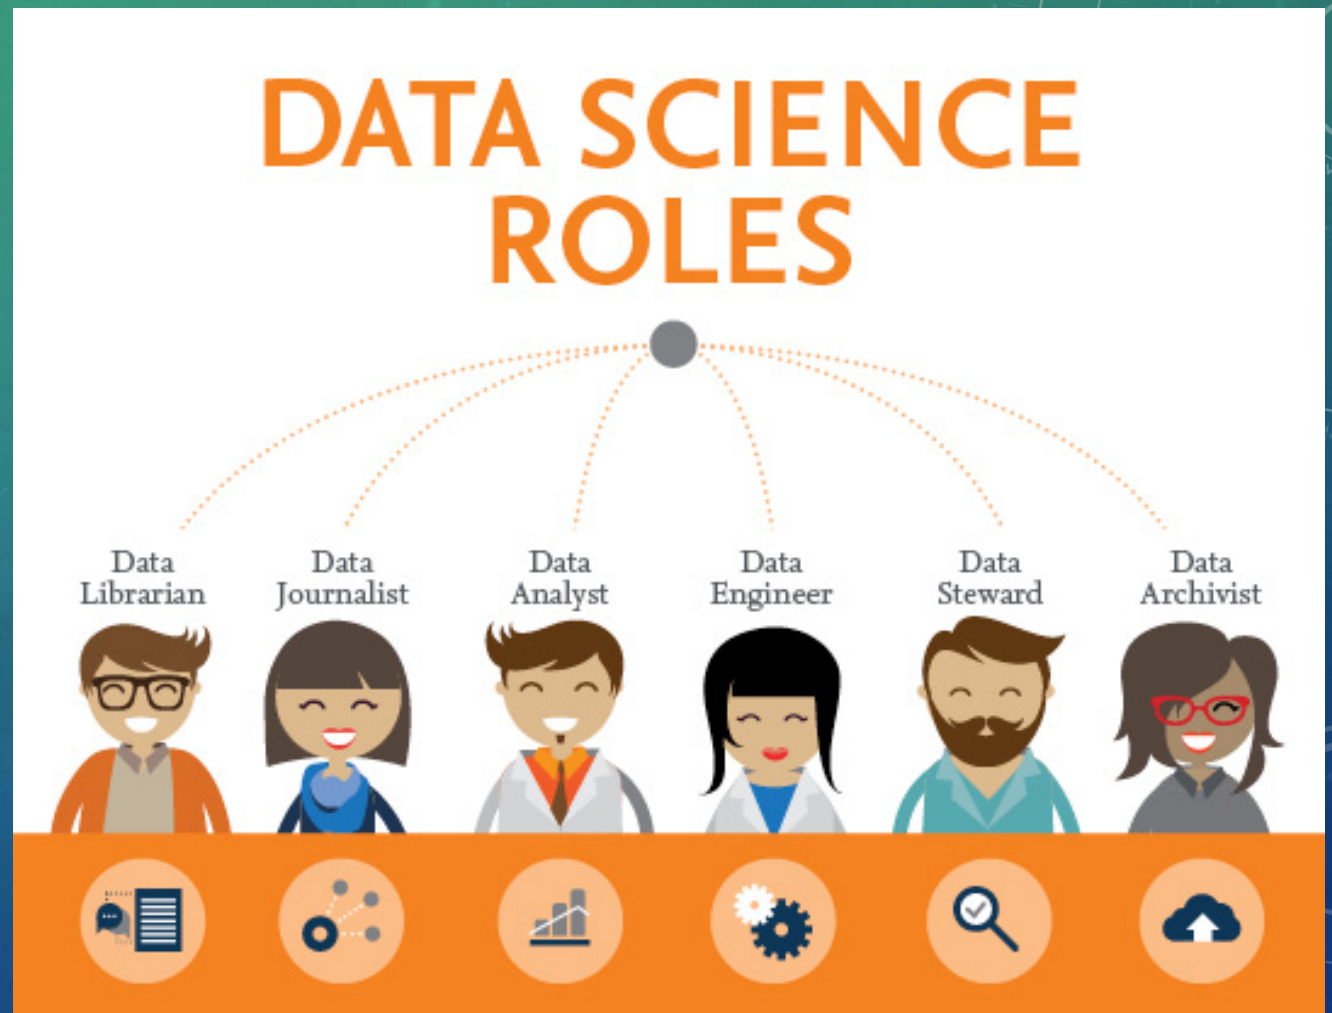 DATA SCIENCE
ROLES
Data
Librarian
Data
Journalist
Data
Analyst
Data
Engineer
Data
Steward
Data
Archivist